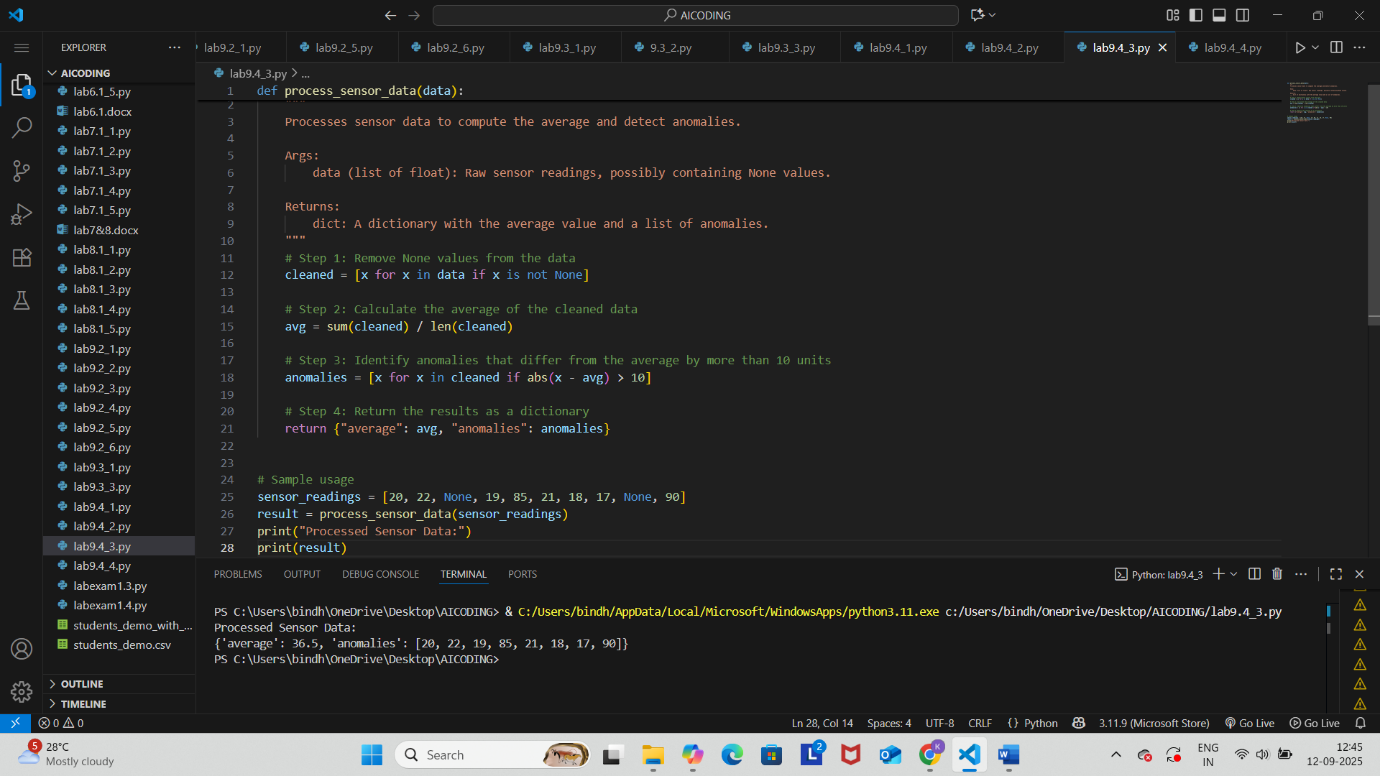 AICODING
EXPLORER
lab9.2_1.py
lab9.2_5.py
lab9.2_6.py
lab9.3_1.py
9.3_2.py
lab9.3_3.py
lab9.4_1.py
lab9.4_2.py
lab9.4_3.py
lab9.4_4.py
AICODING
lab6.1_5.py
lab6.1.docx
lab7.1_1.py
lab7.1_2.py
lab7.1_3.py
lab7.1_4.py
lab7.1_5.py
lab7&8.docx
lab8.1_1.py
lab8.1_2.py
lab8.1_3.py
lab8.1_4.py
lab8.1_5.py
lab9.2_1.py
lab9.2_2.py
lab9.2_3.py
lab9.2_4.py
lab9.2_5.py
lab9.2_6.py
lab9.3_1.py
lab9.3_3.py
lab9.4_1.py
lab9.4_2.py
lab9.4_3.py
lab9.4_4.py
labexam1.3.py
labexam1.4.py
students_demo_with_...
students_demo.csv
OUTLINE
TIMELINE
1
lab9.4_3.py > ...
1 def process_sensor_data(data):
2 """
3 Processes sensor data to compute the average and detect anomalies.
4
5 Args:
6 data (list of float): Raw sensor readings, possibly containing None values.
7
8 Returns:
9 dict: A dictionary with the average value and a list of anomalies.
10 """
11 # Step 1: Remove None values from the data
12 cleaned = [x for x in data if x is not None]
13
14 # Step 2: Calculate the average of the cleaned data
15 avg = sum(cleaned) / len(cleaned)
16
17 # Step 3: Identify anomalies that differ from the average by more than 10 units
18 anomalies = [x for x in cleaned if abs(x - avg) > 10]
19
20 # Step 4: Return the results as a dictionary
21 return {"average": avg, "anomalies": anomalies}
22
23
24 # Sample usage
25 sensor_readings = [20, 22, None, 19, 85, 21, 18, 17, None, 90]
26 result = process_sensor_data(sensor_readings)
27 print("Processed Sensor Data:")
28 print(result)
PROBLEMS OUTPUT DEBUG CONSOLE TERMINAL PORTS
Python: lab9.4_3
PS C:\Users\bindh\OneDrive\Desktop\AICODING> & C:/Users/bindh/AppData/Local/Microsoft/WindowsApps/python3.11.exe c:/Users/bindh/OneDrive/Desktop/AICODING/lab9.4_3.py
Processed Sensor Data:
{'average': 36.5, 'anomalies': [20, 22, 19, 85, 21, 18, 17, 90]}
PS C:\Users\bindh\OneDrive\Desktop\AICODING>
0 0
Ln 28, Col 14 Spaces: 4 UTF-8 CRLF {} Python 3.11.9 (Microsoft Store) Go Live Go Live
5
28°C
Mostly cloudy
Search
2
K
ENG
IN
12:45
12-09-2025